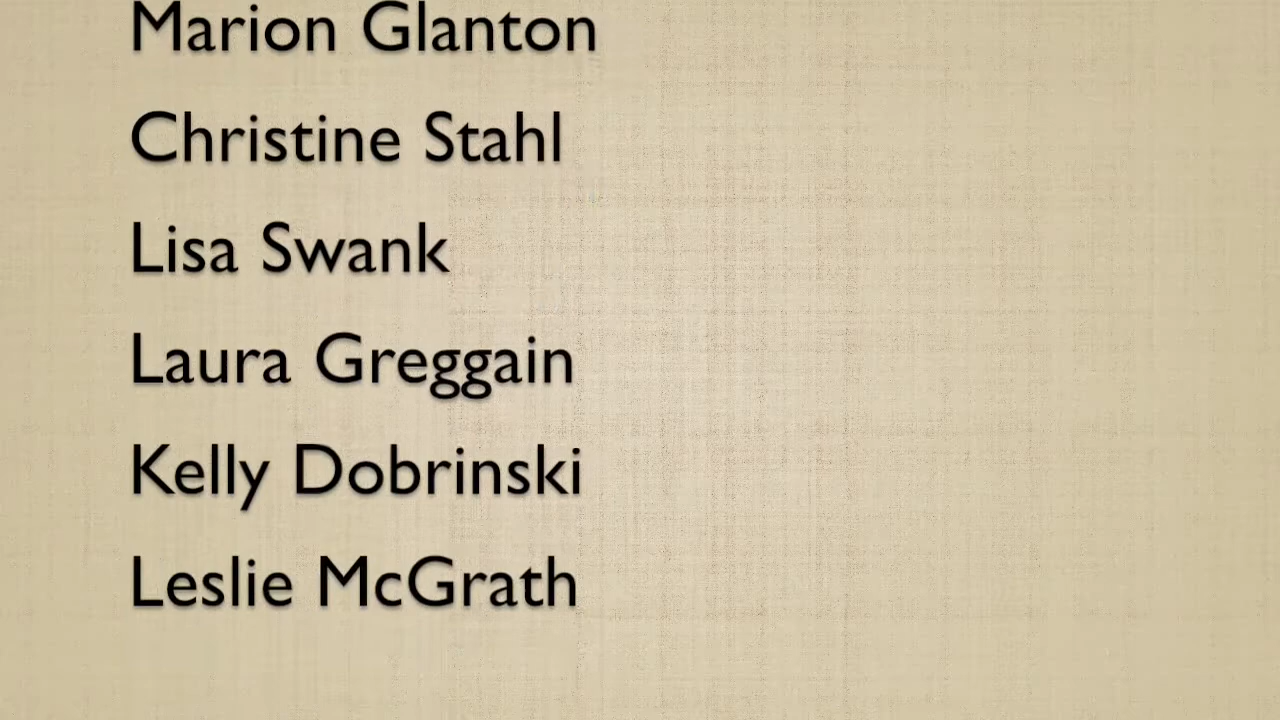 Marion Glanton
Christine Stahl
Lisa Swank
Laura Greggain
Kelly Dobrinski
Leslie McGrath